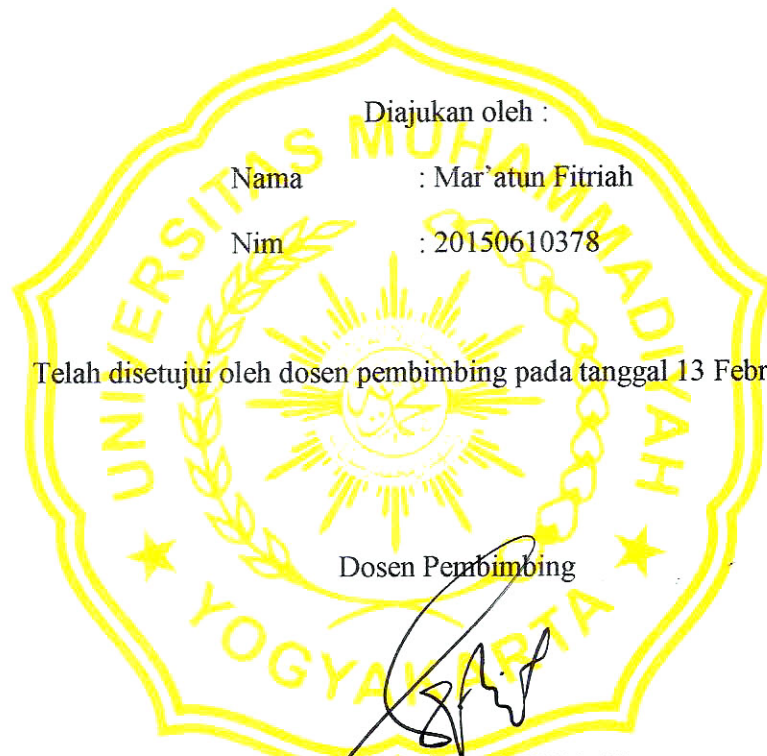 Diajukan oleh :
Nama : Mar’atun Fitriah
Nim : 20150610378
Telah disetujui oleh dosen pembimbing pada tanggal 13 Febr
Dosen Pembimbing
UNIVERSITAS MUHAMMADIYAH
YOGYAKARTA